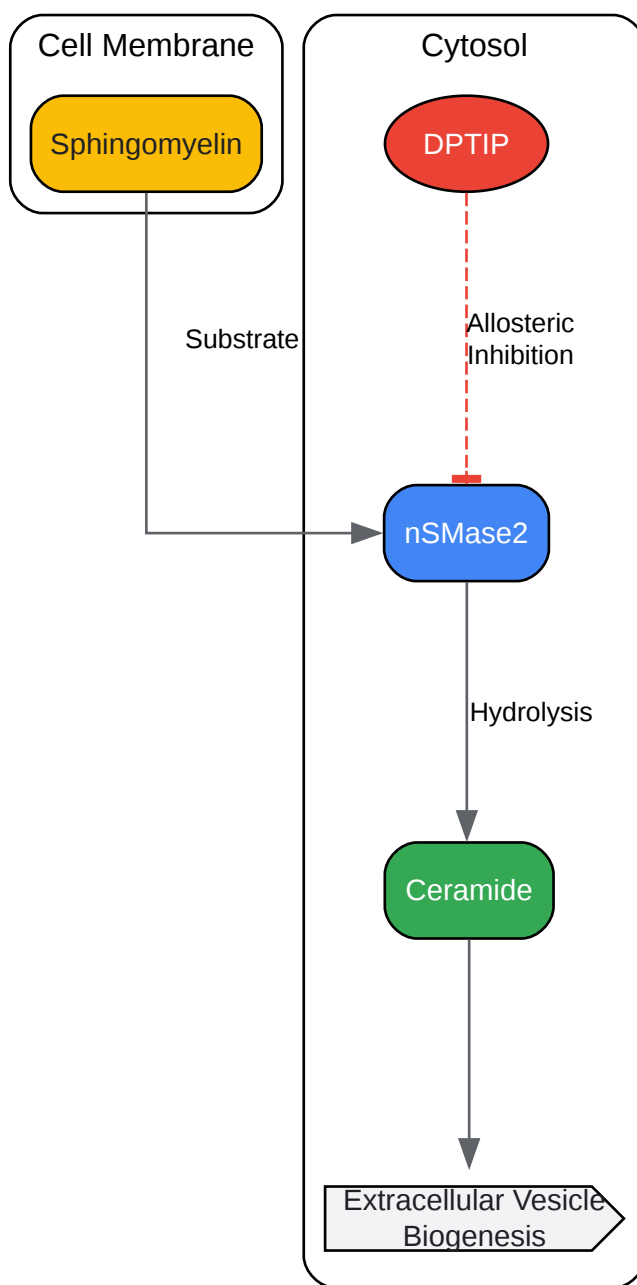 Cell Membrane
Cytosol
Sphingomyelin
DPTIP
Substrate
Allosteric
Inhibition
nSMase2
Hydrolysis
Ceramide
Extracellular Vesicle
Biogenesis